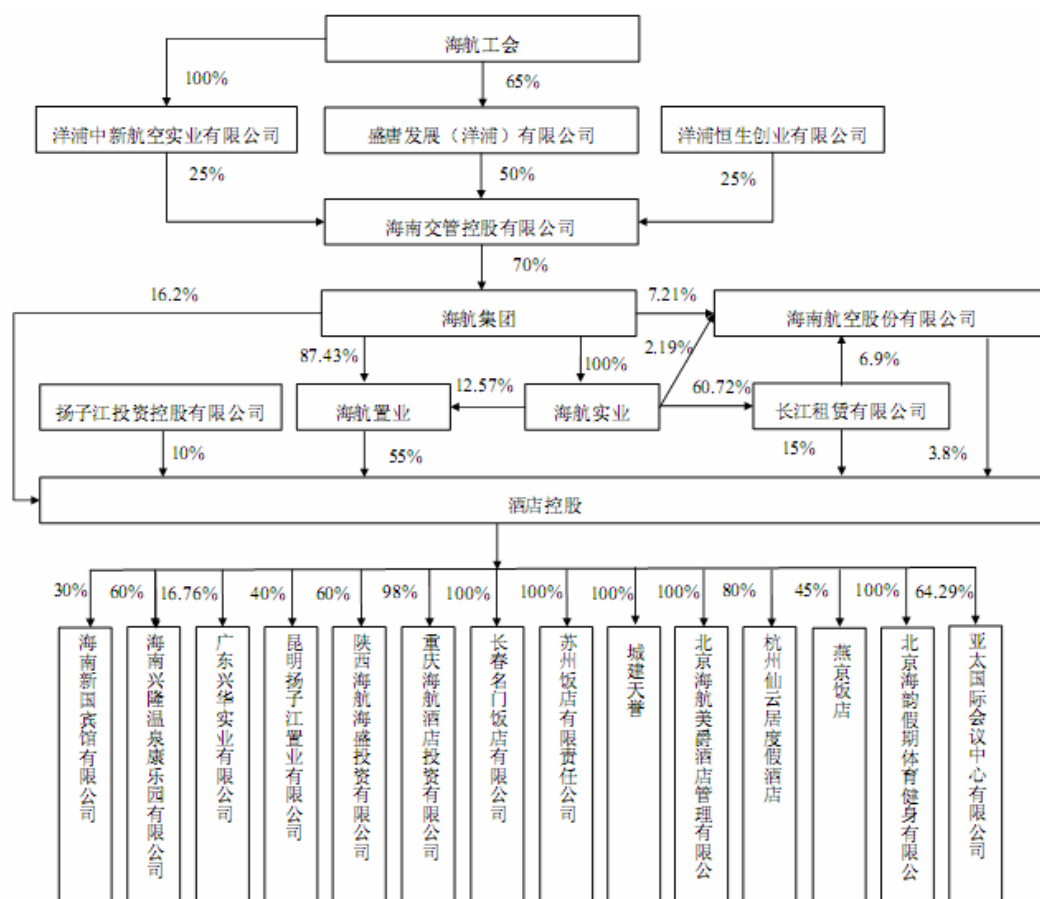 海航工会
100%
65%
洋浦中新航空实业有限公司
盛唐发展（洋浦）有限公司
洋浦恒生创业有限公司
25%
50%
25%
海南交管控股有限公司
70%
16.2%
海航集团
7.21%
海南航空股份有限公司
87.43%
100%
2.19%
6.9%
扬子江投资控股有限公司
海航置业
12.57%
海航实业
60.72%
长江租赁有限公司
10%
55%
15%
3.8%
酒店控股
30%
60%
16.76%
40%
60%
98%
100%
100%
100%
100%
80%
45%
100%
64.29%
海南新国宾馆有限公司
海南兴隆温泉康乐园有限公司
广东兴华实业有限公司
昆明扬子江置业有限公司
陕西海航海盛投资有限公司
重庆海航酒店投资有限公司
长春名门饭店有限公司
苏州饭店有限责任公司
城建天誉
北京海航美爵酒店管理有限公
杭州仙云居度假酒店
燕京饭店
北京海韵假期体育健身有限公
亚太国际会议中心有限公司